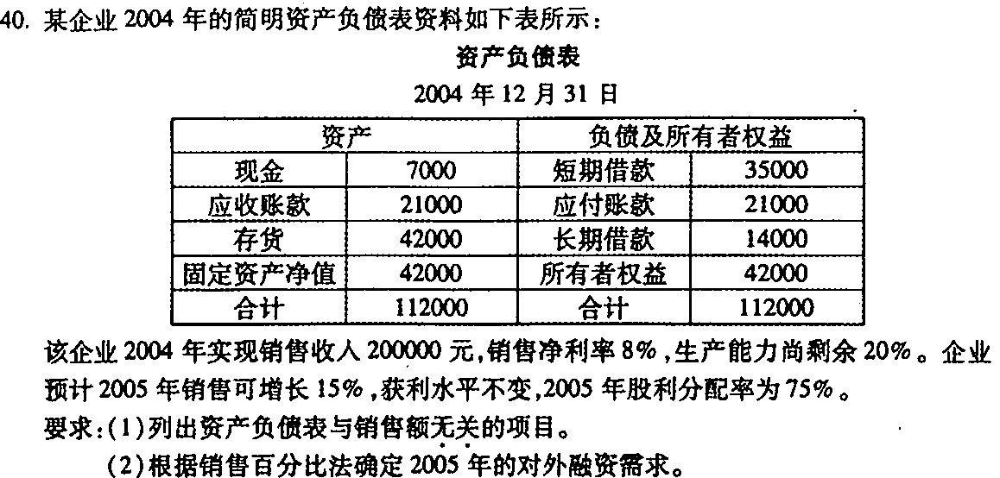 40. 某企业 2004 年的简明资产负债表资料如下表所示：
资产负债表
2004 年 12 月 31 日
资产 负债及所有者权益
现金 7000 短期借款 35000
应收账款 21000 应付账款 21000
存货 42000 长期借款 14000
固定资产净值 42000 所有者权益 42000
合计 112000 合计 112000
该企业 2004 年实现销售收入 200000 元,销售净利率 8% ,生产能力尚剩余 20% 。企业
预计 2005 年销售可增长 15% ,获利水平不变,2005 年股利分配率为 75% 。
要求:(1)列出资产负债表与销售额无关的项目。
(2)根据销售百分比法确定 2005 年的对外融资需求。